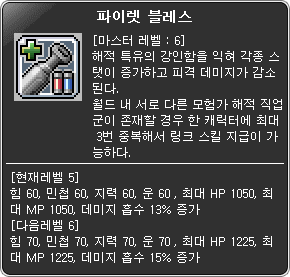 파이렛 블레스
[마스터 레벨 : 6]
해적 특유의 강인함을 익혀 각종 스
탯이 증가하고 피격 데미지가 감소
된다.
월드 내 서로 다른 모험가 해적 직업
군이 존재할 경우 한 캐릭터에 최대
3번 중복해서 링크 스킬 지급이 가
능하다.
[현재레벨 5]
힘 60, 민첩 60, 지력 60, 운 60 , 최대 HP 1050, 최
대 MP 1050, 데미지 흡수 13% 증가
[다음레벨 6]
힘 70, 민첩 70, 지력 70, 운 70 , 최대 HP 1225, 최
대 MP 1225, 데미지 흡수 15% 증가